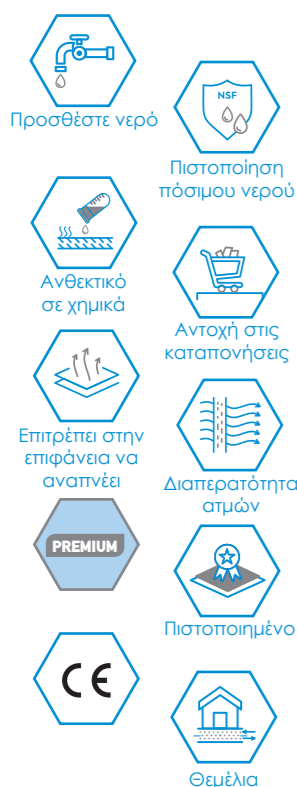 Προσθέστε νερό
NSF
Πιστοποίηση
πόσιμου νερού
Ανθεκτικό
σε χημικά
Αντοχή στις
καταπονήσεις
Επιτρέπει στην
επιφάνεια να
αναπνέει
Διαπερατότητα
ατμών
PREMIUM
Πιστοποιημένο
CE
Θεμέλια